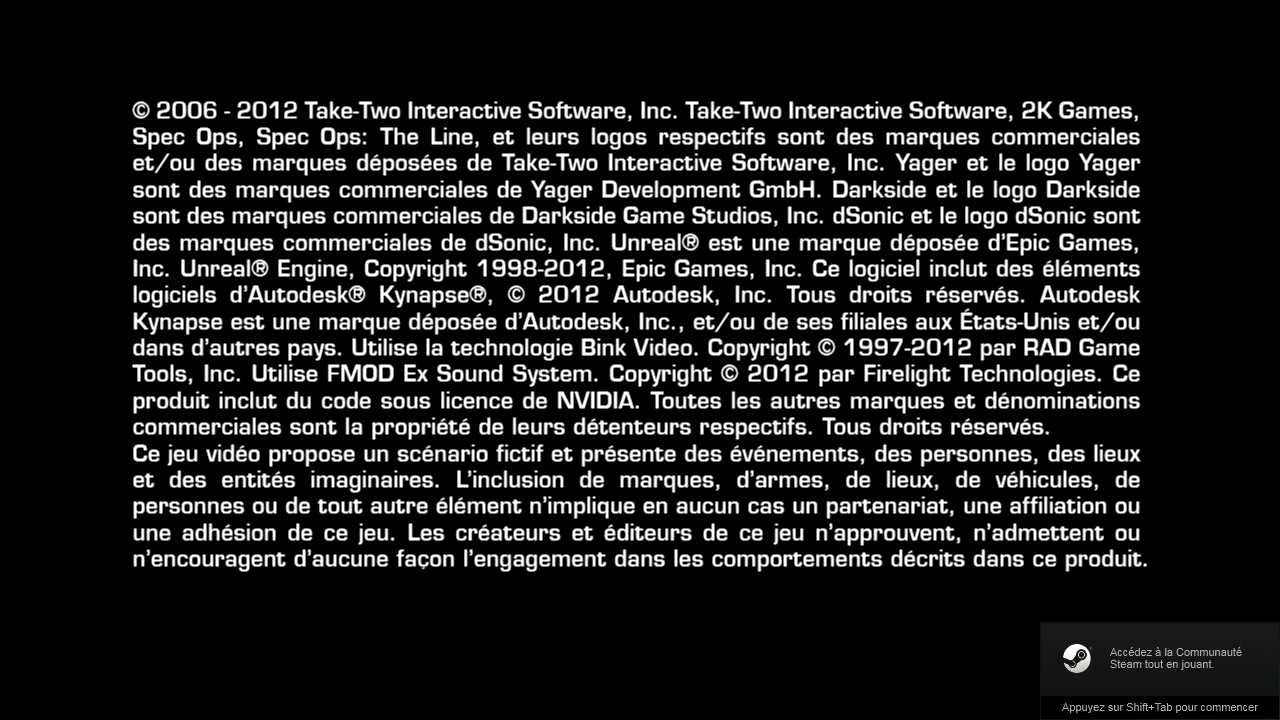 © 2006 - 2012 Take-Two Interactive Software, Inc. Take-Two Interactive Software, 2K Games,
Spec Ops, Spec Ops: The Line, et leurs logos respectifs sont des marques commerciales
et/ou des marques déposées de Take-Two Interactive Software, Inc. Yager et le logo Yager
sont des marques commerciales de Yager Development GmbH. Darkside et le logo Darkside
sont des marques commerciales de Darkside Game Studios, Inc. dSonic et le logo dSonic sont
des marques commerciales de dSonic, Inc. Unreal® est une marque déposée d’Epic Games,
Inc. Unreal® Engine, Copyright 1998-2012, Epic Games, Inc. Ce logiciel inclut des éléments
logiciels d’Autodesk® Kynapse®, © 2012 Autodesk, Inc. Tous droits réservés. Autodesk
Kynapse est une marque déposée d’Autodesk, Inc., et/ou de ses filiales aux États-Unis et/ou
dans d’autres pays. Utilise la technologie Bink Video. Copyright © 1997-2012 par RAD Game
Tools, Inc. Utilise FMOD Ex Sound System. Copyright © 2012 par Firelight Technologies. Ce
produit inclut du code sous licence de NVIDIA. Toutes les autres marques et dénominations
commerciales sont la propriété de leurs détenteurs respectifs. Tous droits réservés.
Ce jeu vidéo propose un scénario fictif et présente des événements, des personnes, des lieux
et des entités imaginaires. L’inclusion de marques, d’armes, de lieux, de véhicules, de
personnes ou de tout autre élément n’implique en aucun cas un partenariat, une affiliation ou
une adhésion de ce jeu. Les créateurs et éditeurs de ce jeu n’approuvent, n’admettent ou
n’encouragent d’aucune façon l’engagement dans les comportements décrits dans ce produit.
Accédez à la Communauté
Steam tout en jouant.
Appuyez sur Shift+Tab pour commencer